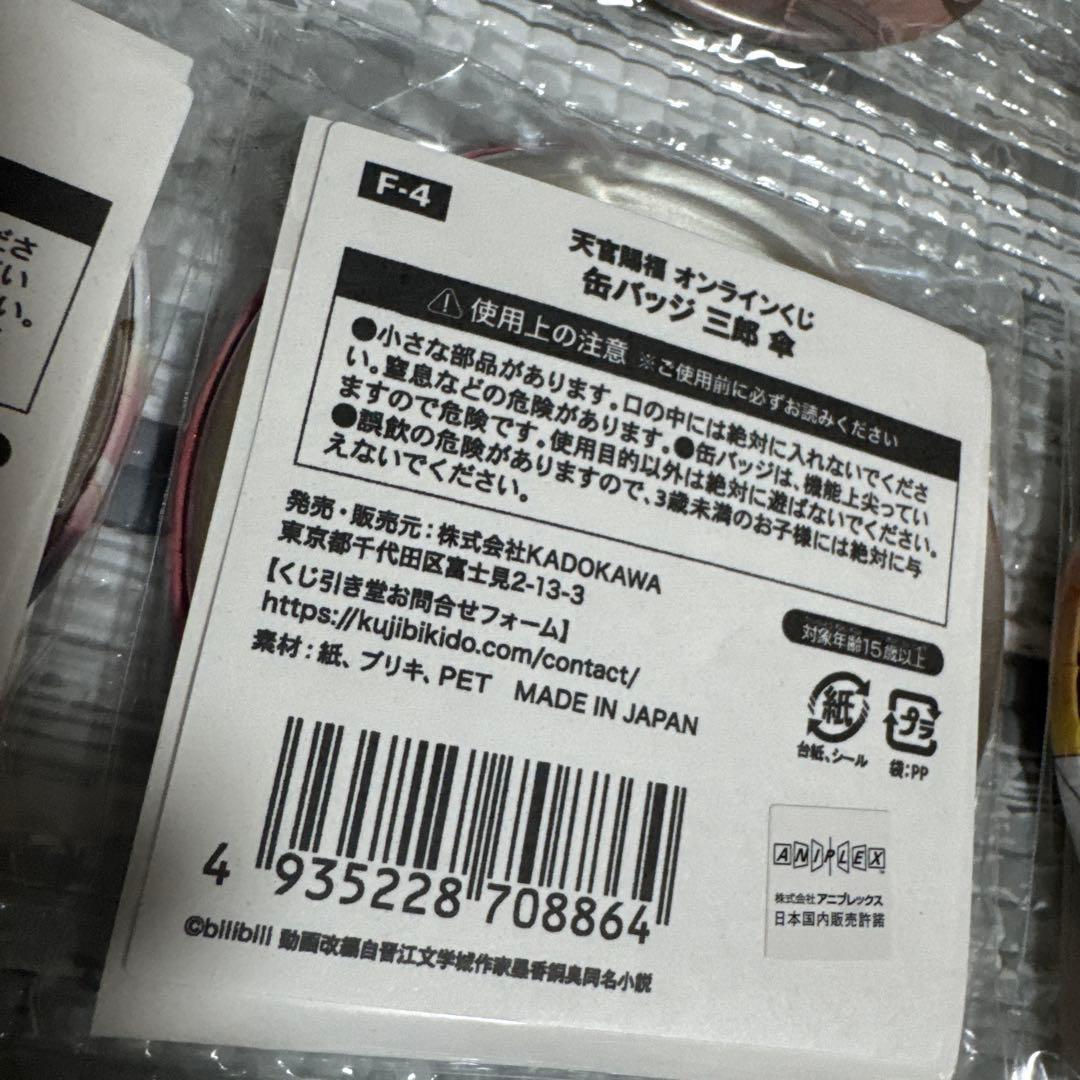 F-4
天官賜福 オンラインくじ
缶バッジ 三郎 傘
使用上の注意 ※ご使用前に必ずお読みください
●小さな部品があります。口の中には絶対に入れないでくださ
い。窒息などの危険があります。●缶バッジは、機能上尖ってい
ますので危険です。使用目的以外は絶対に遊ばないでください。
●誤飲の危険がありますので、3歳未満のお子様には絶対に与
えないでください。
発売・販売元：株式会社KADOKAWA
東京都千代田区富士見2-13-3
【くじ引き堂お問合せフォーム】
https://kujibikido.com/contact/
素材：紙、ブリキ、PET MADE IN JAPAN
対象年齢15歳以上
紙
台紙、シール
プラ
袋：PP
4 935228 708864
ANIPLEX
株式会社アニプレックス
日本国内販売許諾
©bilibili 動画改編自晋江文学城作家墨香銅臭同名小説
ださ
てい
い。